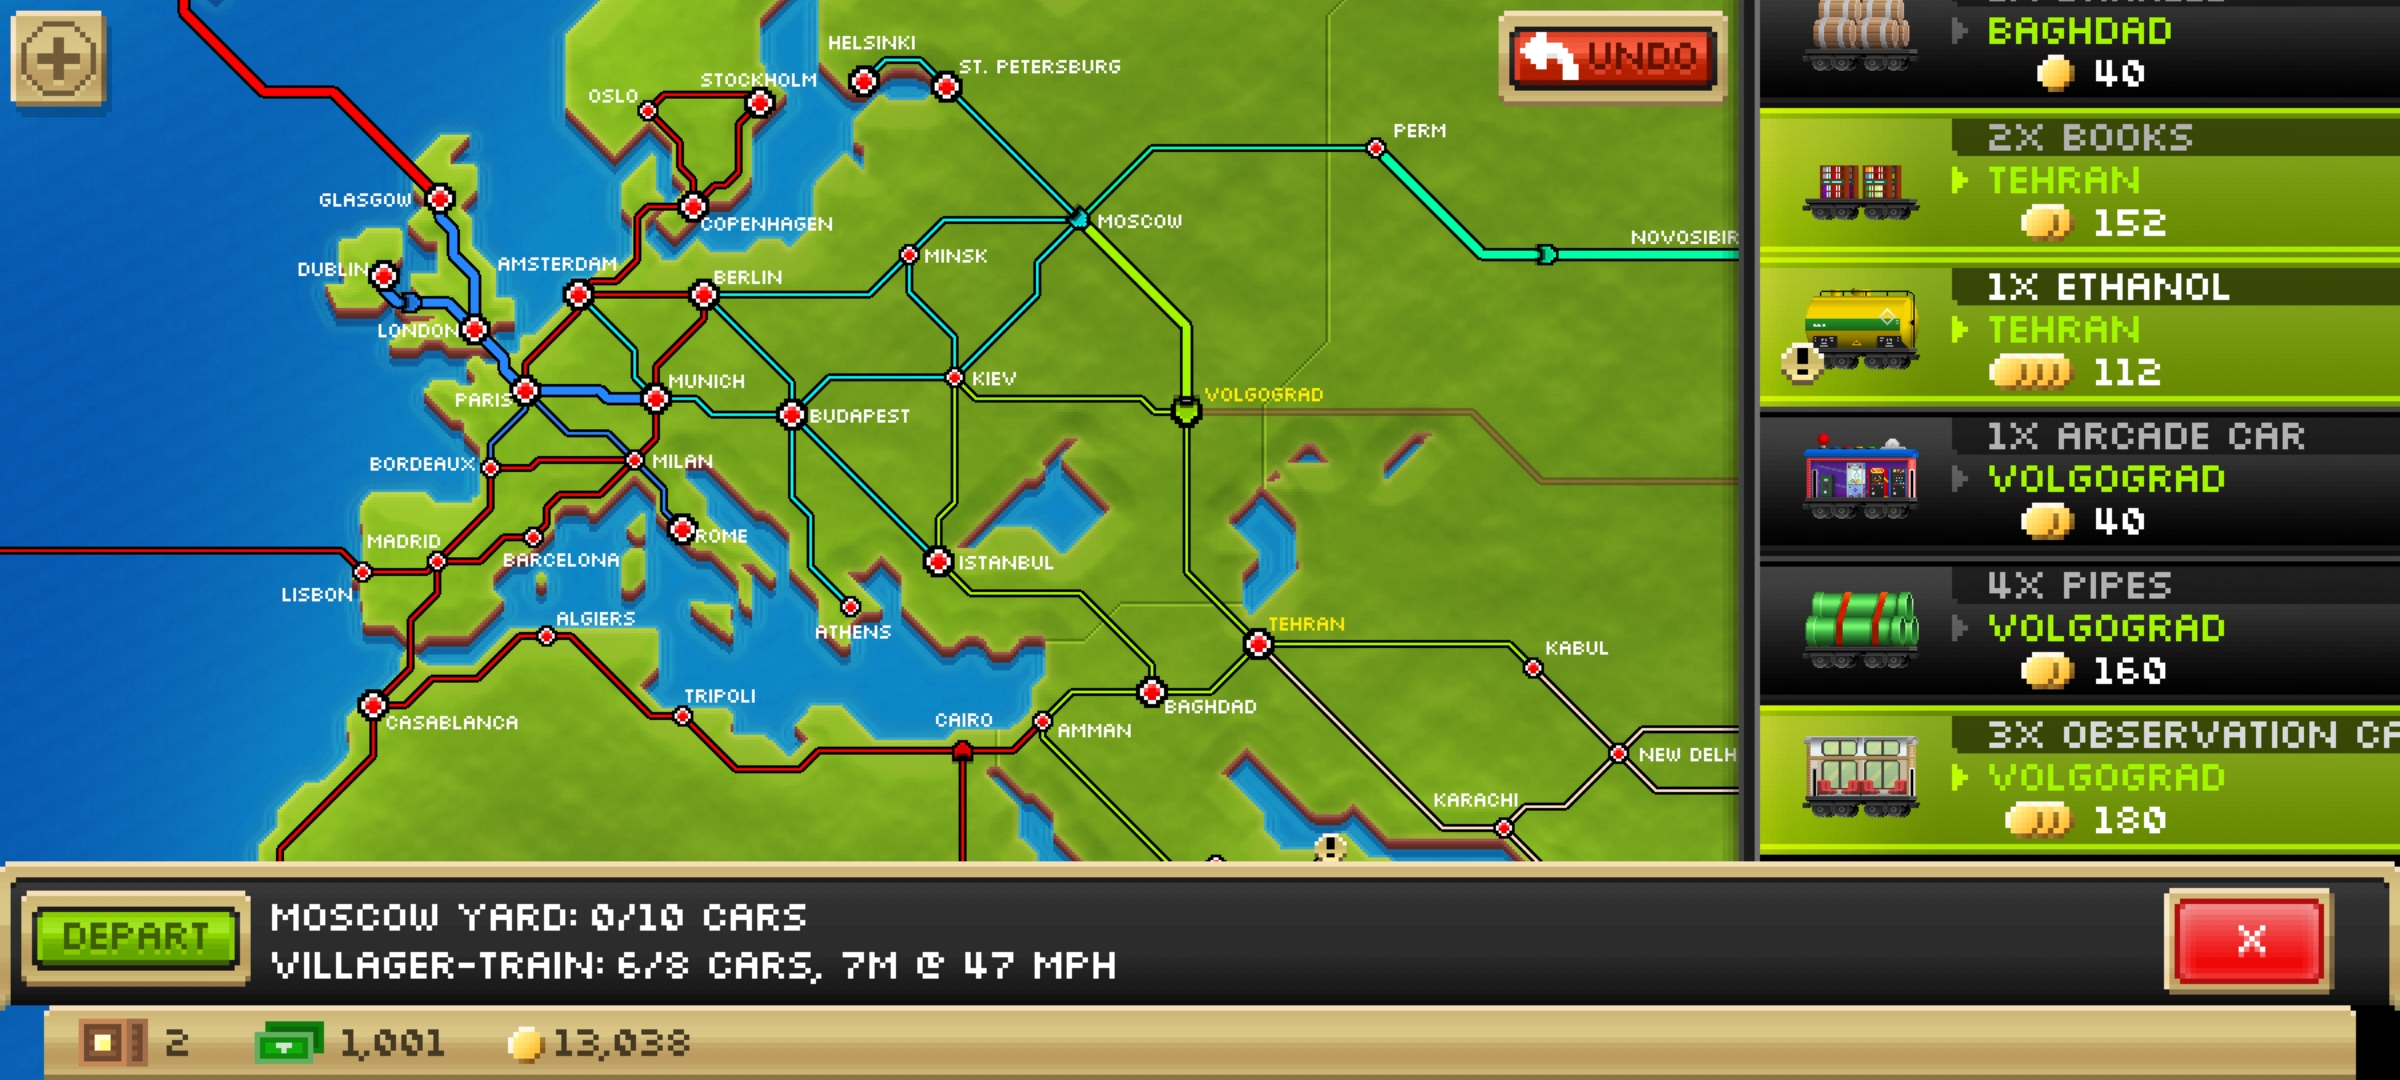 HELSINKI
ST. PETERSBURG
STOCKHOLM
OSLO
UNDO
PERM
GLASGOW
COPENHAGEN
MOSCOW
NOVOSIBIR
MINSK
DUBLIN
AMSTERDAM
BERLIN
LONDON
MUNICH
KIEV
PARIS
VOLGOGRAD
BUDAPEST
BORDEAUX
MILAN
MADRID
ROME
BARCELONA
ISTANBUL
LISBON
ALGIERS
ATHENS
TEHRAN
KABUL
TRIPOLI
BAGHDAD
CASABLANCA
CAIRO
AMMAN
NEW DELH
KARACHI
BAGHDAD
40
2X BOOKS
TEHRAN
152
1X ETHANOL
TEHRAN
112
1X ARCADE CAR
VOLGOGRAD
40
4X PIPES
VOLGOGRAD
160
3X OBSERVATION CA
VOLGOGRAD
180
DEPART
MOSCOW YARD: 0/10 CARS
VILLAGER-TRAIN: 6/8 CARS, 7M @ 47 MPH
X
2
1,001
13,038